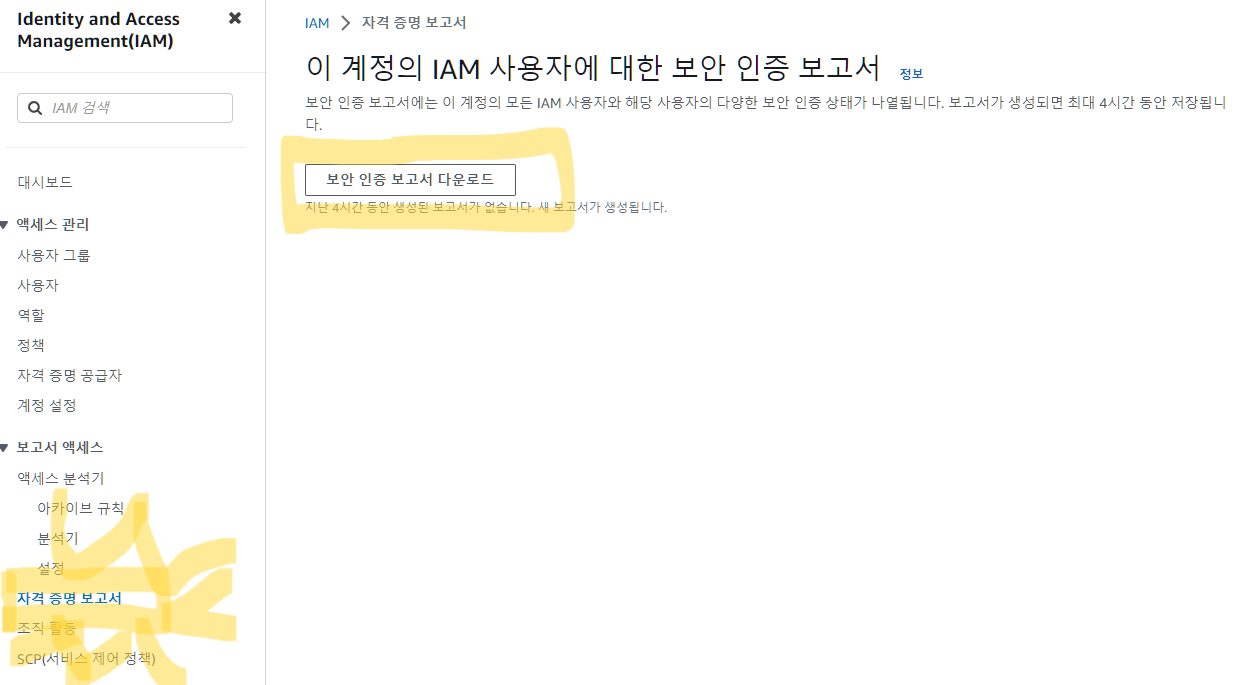 Identity and Access
Management(IAM)
IAM 검색
대시보드
액세스 관리
사용자 그룹
사용자
역할
정책
자격 증명 공급자
계정 설정
보고서 액세스
액세스 분석기
아카이브 규칙
분석기
설정
자격 증명 보고서
조직 활동
SCP(서비스 제어 정책)
IAM > 자격 증명 보고서
이 계정의 IAM 사용자에 대한 보안 인증 보고서 정보
보안 인증 보고서에는 이 계정의 모든 IAM 사용자와 해당 사용자의 다양한 보안 인증 상태가 나열됩니다. 보고서가 생성되면 최대 4시간 동안 저장됩니
다.
보안 인증 보고서 다운로드
지난 4시간 동안 생성된 보고서가 없습니다. 새 보고서가 생성됩니다.